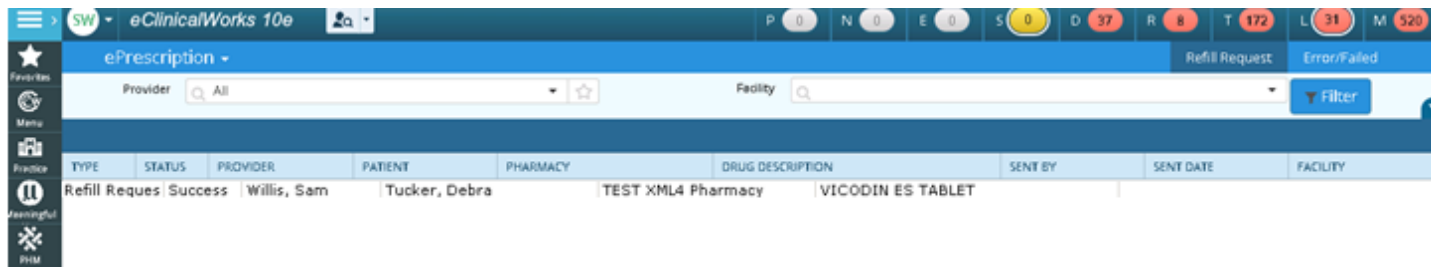 SW eClinicalWorks 10e P 0 N 0 E 0 S 0 D 37 R 8 T 172 L 31 M 520
Favorites ePrescription Refill Request Error/Failed
Provider All Facility Filter
Menu
Practice TYPE STATUS PROVIDER PATIENT PHARMACY DRUG DESCRIPTION SENT BY SENT DATE FACILITY
Refill Reques Success Willis, Sam Tucker, Debra TEST XML4 Pharmacy VICODIN ES TABLET
Meaningful
PHM